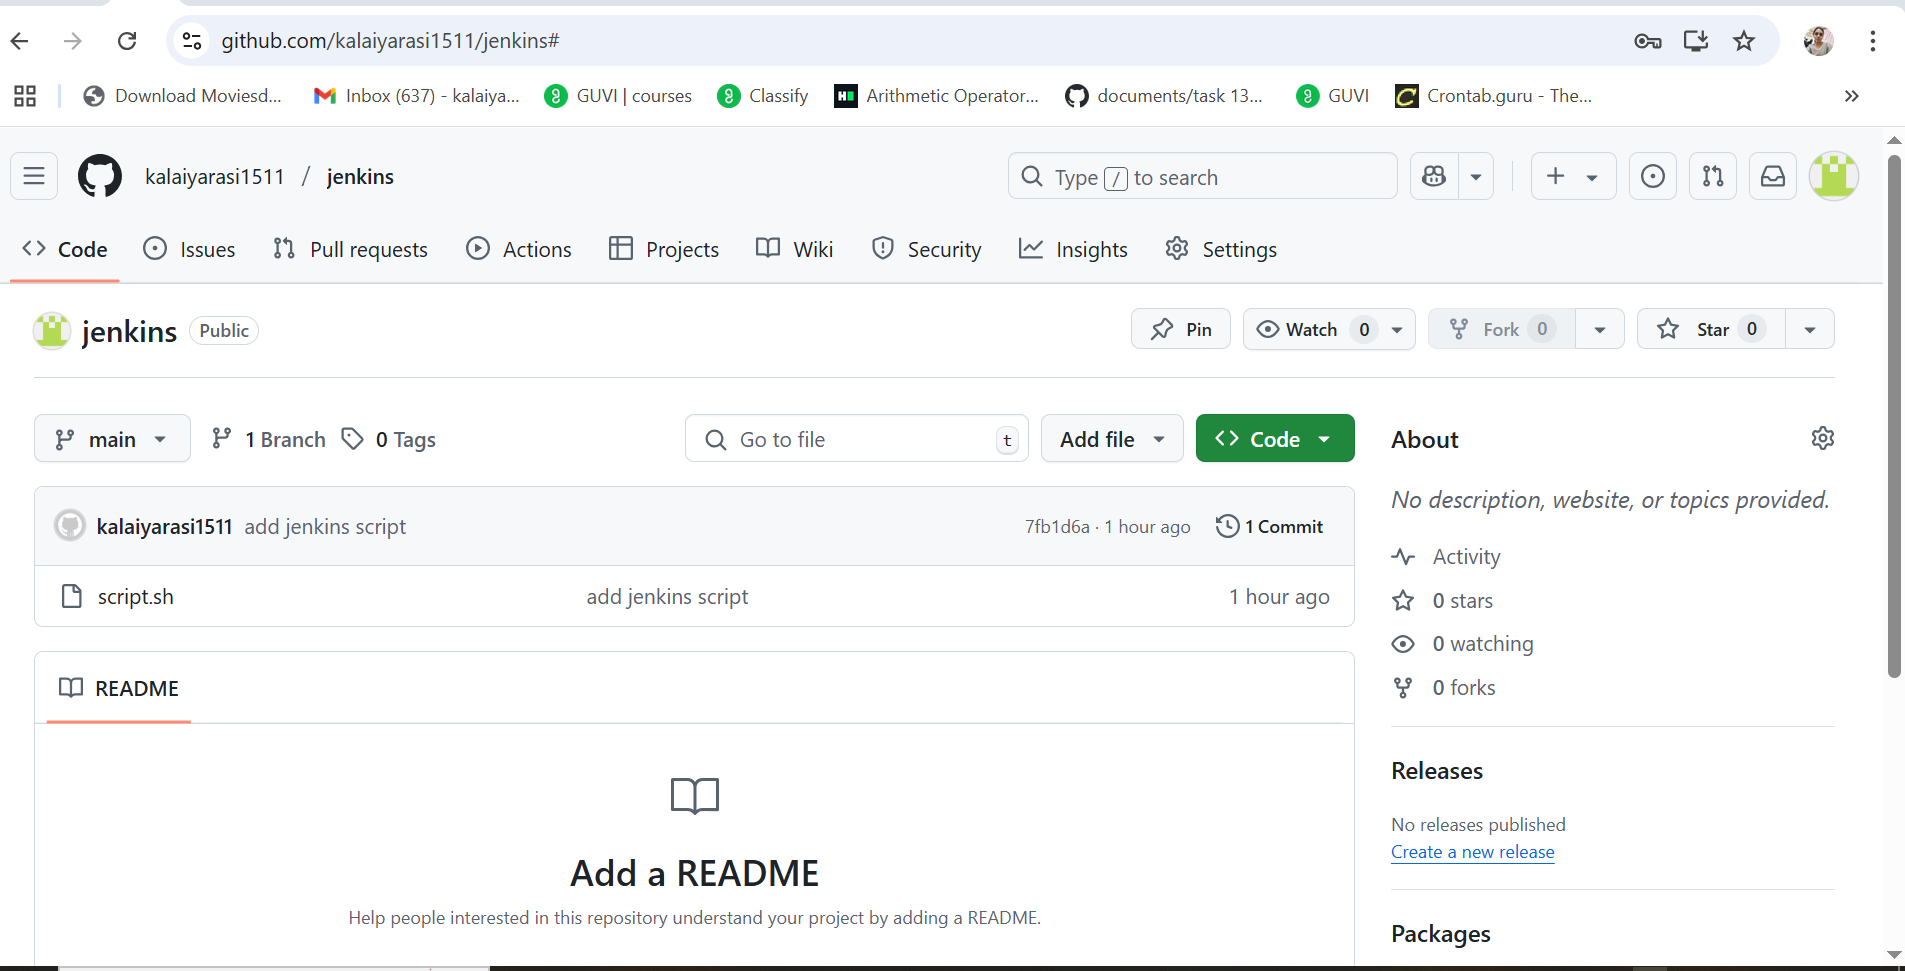 github.com/kalaiyarasi1511/jenkins#
Download Moviesd... Inbox (637) - kalaiya... GUVI | courses Classify Arithmetic Operator... documents/task 13... GUVI Crontab.guru - The...
kalaiyarasi1511 / jenkins Type / to search
Code Issues Pull requests Actions Projects Wiki Security Insights Settings
jenkins Public Pin Watch 0 Fork 0 Star 0
main 1 Branch 0 Tags Go to file t Add file Code
kalaiyarasi1511 add jenkins script 7fb1d6a · 1 hour ago 1 Commit
script.sh add jenkins script 1 hour ago
README
Add a README
Help people interested in this repository understand your project by adding a README.
About
No description, website, or topics provided.
Activity
0 stars
0 watching
0 forks
Releases
No releases published
Create a new release
Packages